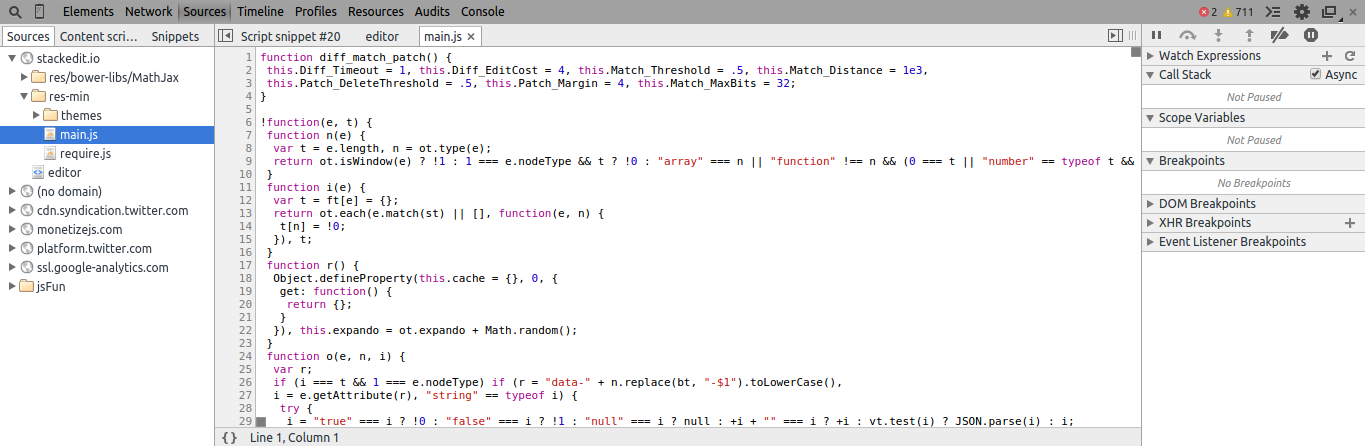 Elements Network Sources Timeline Profiles Resources Audits Console 2 711
Sources Content scri... Snippets
stackedit.io
res/bower-libs/MathJax
res-min
themes
main.js
require.js
editor
(no domain)
cdn.syndication.twitter.com
monetizejs.com
platform.twitter.com
ssl.google-analytics.com
jsFun
Script snippet #20 editor main.js ×
1 function diff_match_patch() {
2 this.Diff_Timeout = 1, this.Diff_EditCost = 4, this.Match_Threshold = .5, this.Match_Distance = 1e3,
3 this.Patch_DeleteThreshold = .5, this.Patch_Margin = 4, this.Match_MaxBits = 32;
4 }
5
6 !function(e, t) {
7 function n(e) {
8 var t = e.length, n = ot.type(e);
9 return ot.isWindow(e) ? !1 : 1 === e.nodeType && t ? !0 : "array" === n || "function" !== n && (0 === t || "number" == typeof t &&
10 }
11 function i(e) {
12 var t = ft[e] = {};
13 return ot.each(e.match(st) || [], function(e, n) {
14 t[n] = !0;
15 }), t;
16 }
17 function r() {
18 Object.defineProperty(this.cache = {}, 0, {
19 get: function() {
20 return {};
21 }
22 }), this.expando = ot.expando + Math.random();
23 }
24 function o(e, n, i) {
25 var r;
26 if (i === t && 1 === e.nodeType) if (r = "data-" + n.replace(bt, "-$1").toLowerCase(),
27 i = e.getAttribute(r), "string" == typeof i) {
28 try {
29 i = "true" === i ? !0 : "false" === i ? !1 : "null" === i ? null : +i + "" === i ? +i : vt.test(i) ? JSON.parse(i) : i;
{ } Line 1, Column 1
Watch Expressions
Call Stack Async
Not Paused
Scope Variables
Not Paused
Breakpoints
No Breakpoints
DOM Breakpoints
XHR Breakpoints
Event Listener Breakpoints